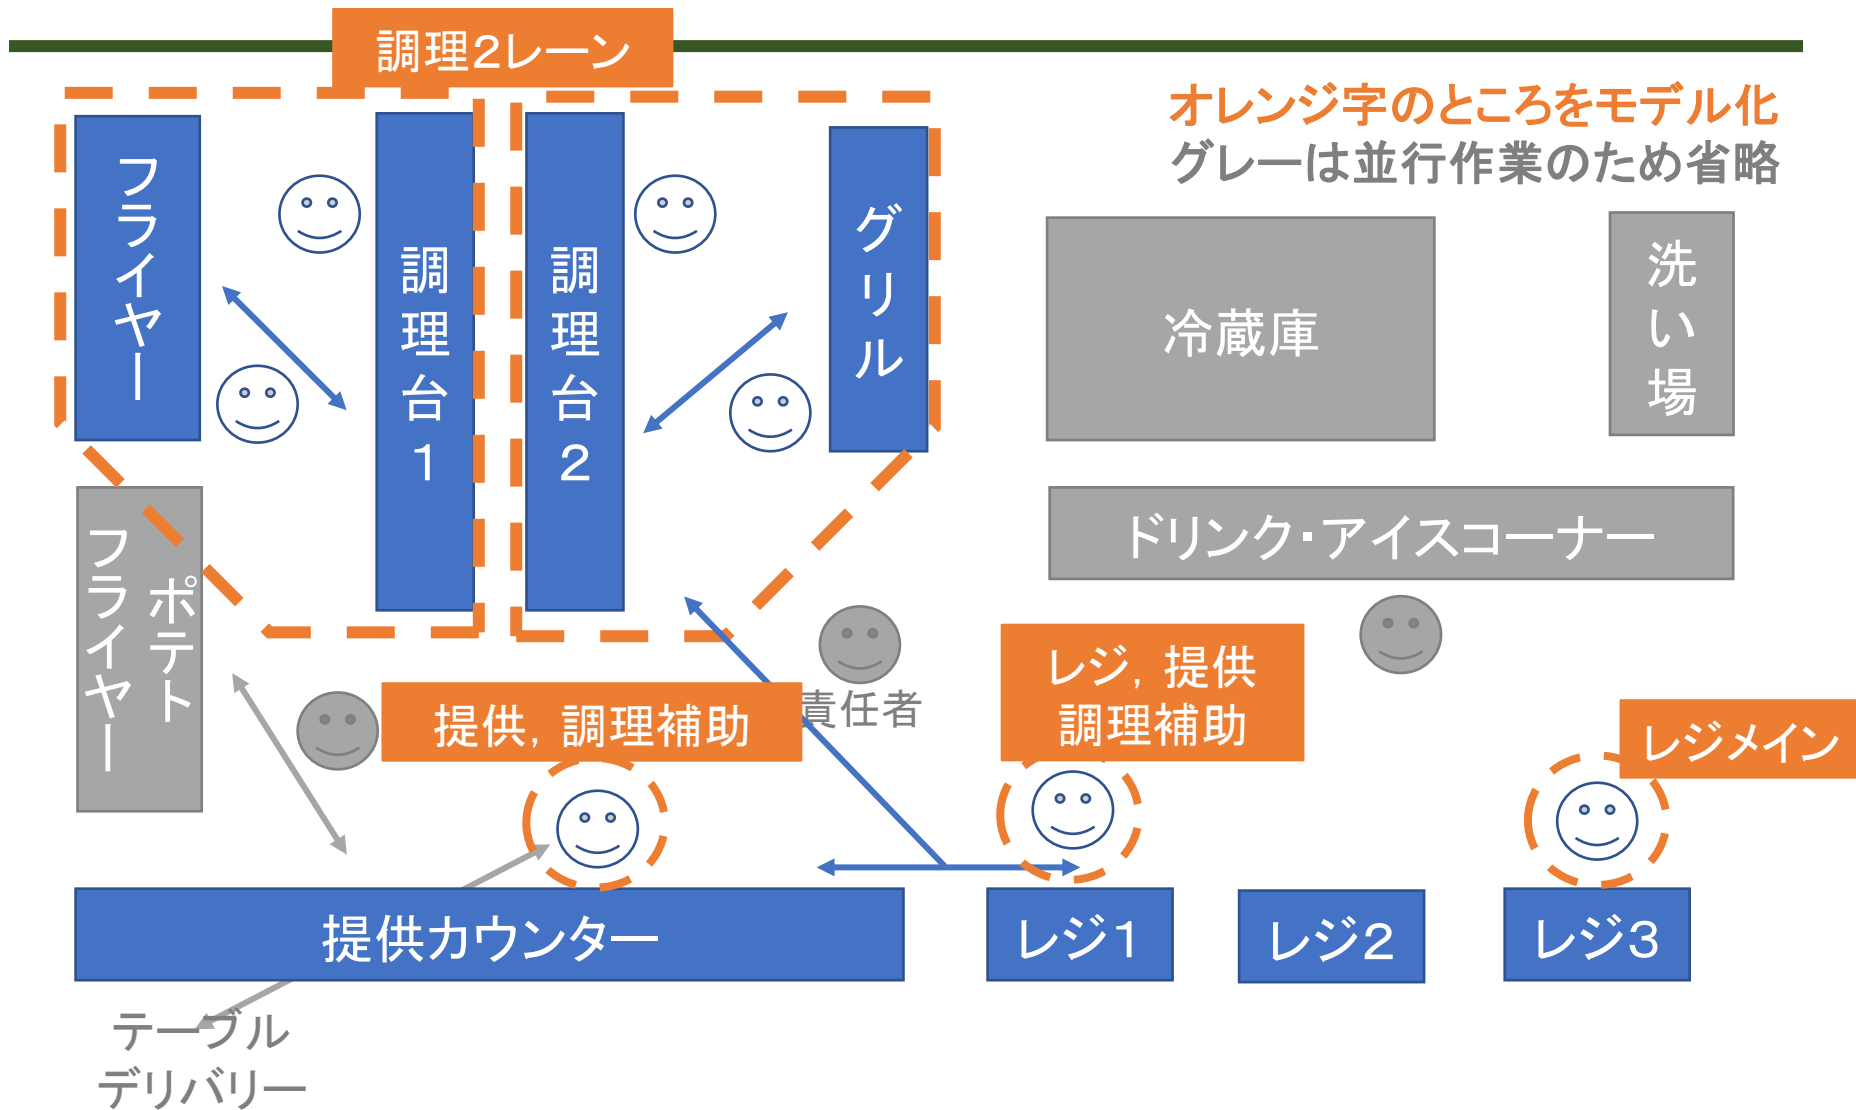 調理２レーン
オレンジ字のところをモデル化
グレーは並行作業のため省略
フライヤー
調理台１
調理台２
グリル
冷蔵庫
洗い場
ドリンク・アイスコーナー
ポテト
フライヤー
提供，調理補助
責任者
レジ，提供
調理補助
レジメイン
提供カウンター
レジ１
レジ２
レジ３
テーブル
デリバリー